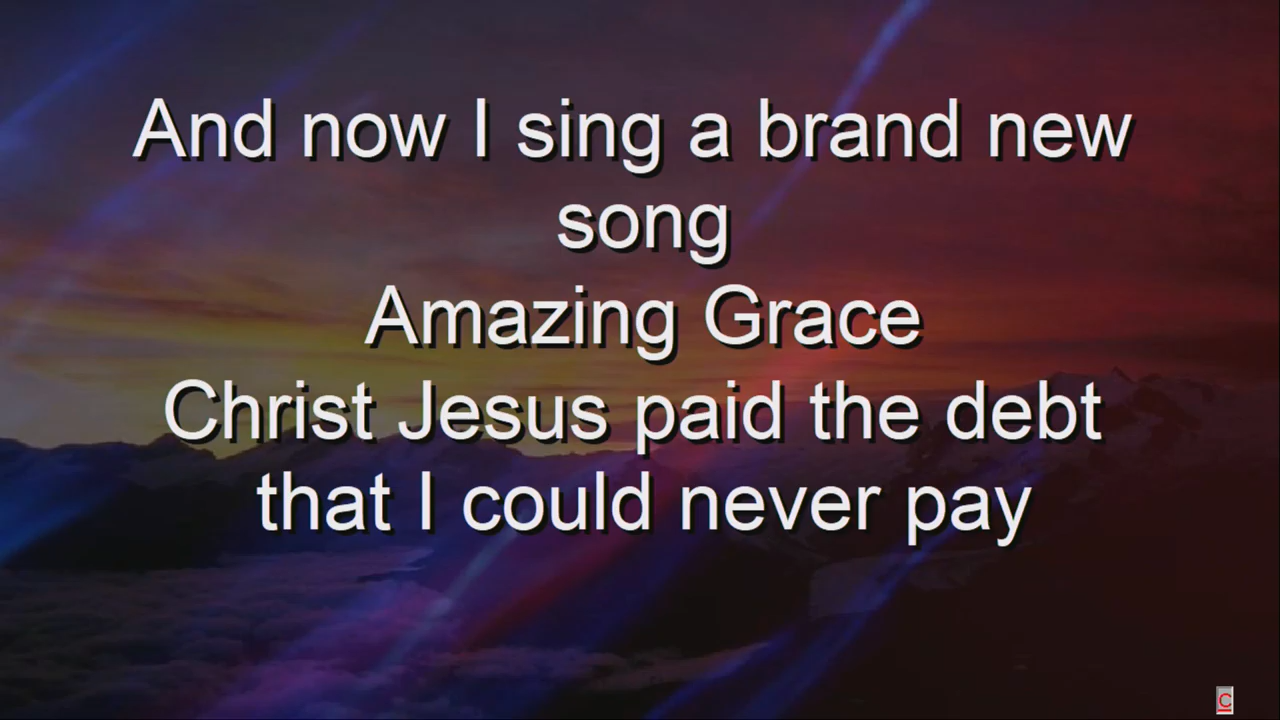 And now I sing a brand new
song
Amazing Grace
Christ Jesus paid the debt
that I could never pay
C